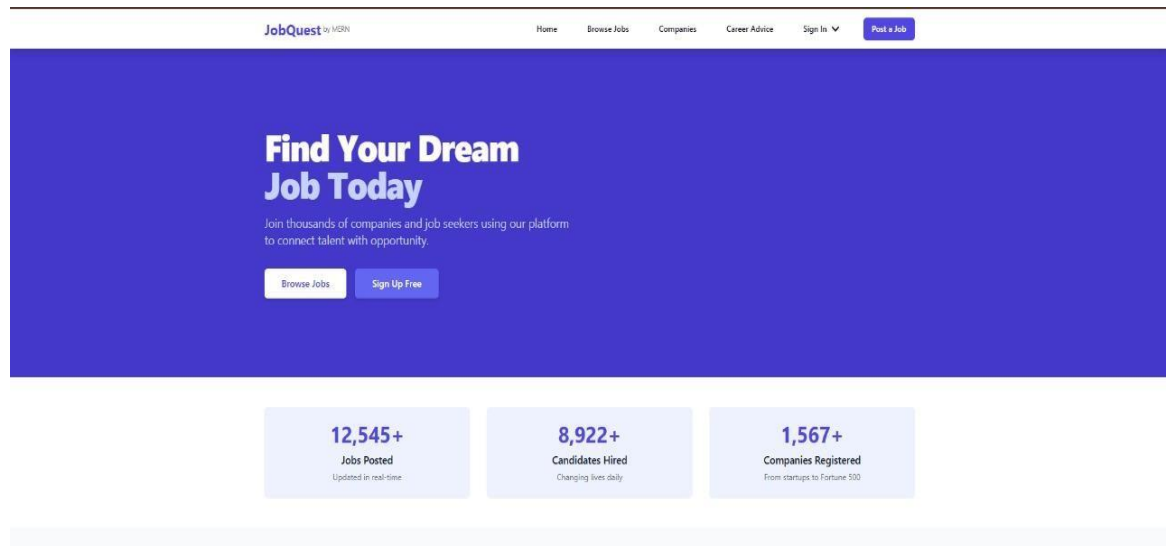 JobQuest by MERN
Home Browse Jobs Companies Career Advice Sign In Post a Job
Find Your Dream
Job Today
Join thousands of companies and job seekers using our platform
to connect talent with opportunity.
Browse Jobs Sign Up Free
12,545+
Jobs Posted
Updated in real-time
8,922+
Candidates Hired
Changing lives daily
1,567+
Companies Registered
From startups to Fortune 500